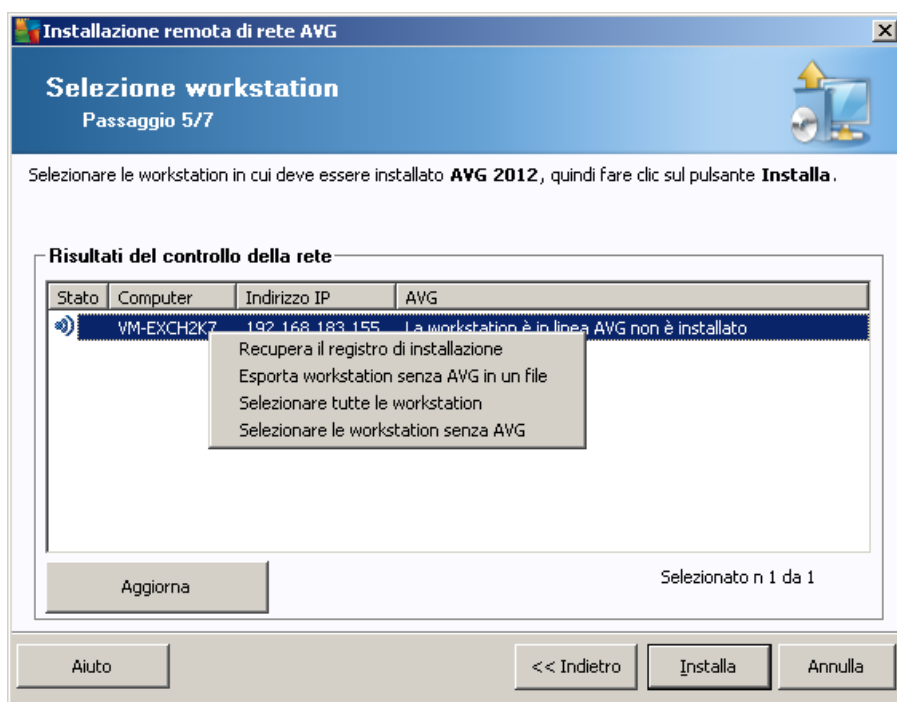 Installazione remota di rete AVG
Selezione workstation
Passaggio 5/7
Selezionare le workstation in cui deve essere installato AVG 2012, quindi fare clic sul pulsante Installa.
Risultati del controllo della rete
Stato Computer Indirizzo IP AVG
VM-EXCH2K7 192.168.183.155 La workstation è in linea AVG non è installato
Recupera il registro di installazione
Esporta workstation senza AVG in un file
Selezionare tutte le workstation
Selezionare le workstation senza AVG
Aggiorna
Selezionato n 1 da 1
Aiuto
<< Indietro
Installa
Annulla